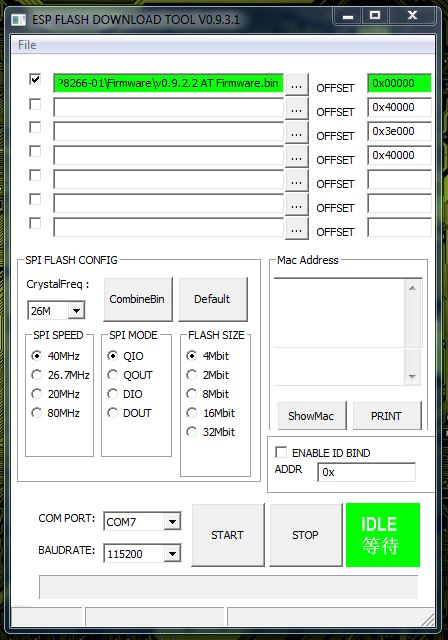 ESP FLASH DOWNLOAD TOOL V0.9.3.1
File
P8266-01\Firmware\v0.9.2.2 AT Firmware.bin ... OFFSET 0x00000
... OFFSET 0x40000
... OFFSET 0x3e000
... OFFSET 0x40000
... OFFSET
... OFFSET
... OFFSET
SPI FLASH CONFIG
CrystalFreq :
26M
CombineBin
Default
SPI SPEED
40MHz
26.7MHz
20MHz
80MHz
SPI MODE
QIO
QOUT
DIO
DOUT
FLASH SIZE
4Mbit
2Mbit
8Mbit
16Mbit
32Mbit
Mac Address
ShowMac
PRINT
ENABLE ID BIND
ADDR 0x
COM PORT: COM7
BAUDRATE: 115200
START
STOP
IDLE
等待